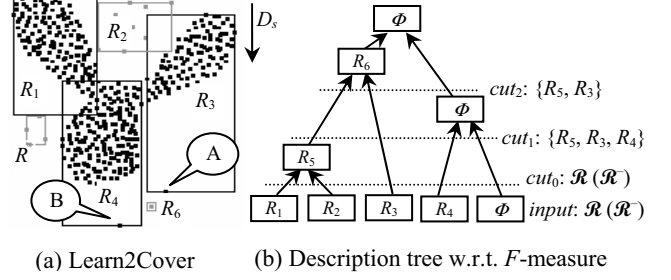 R₂
Dₛ
R₁
R₃
A
R
R₄
B
R₆
(a) Learn2Cover
Φ
R₆
cut₂: {R₅, R₃}
Φ
cut₁: {R₅, R₃, R₄}
R₅
cut₀: ℛ (ℛ⁻)
R₁ R₂ R₃ R₄ Φ input: ℛ (ℛ⁻)
(b) Description tree w.r.t. F-measure